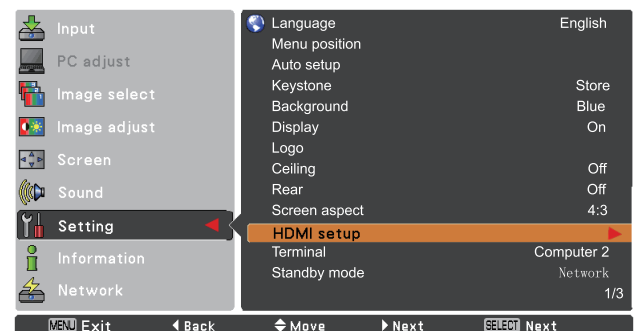 Input
PC adjust
Image select
Image adjust
Screen
Sound
Setting
Information
Network
Language English
Menu position
Auto setup
Keystone Store
Background Blue
Display On
Logo
Ceiling Off
Rear Off
Screen aspect 4:3
HDMI setup
Terminal Computer 2
Standby mode Network
1/3
MENU Exit Back Move Next SELECT Next